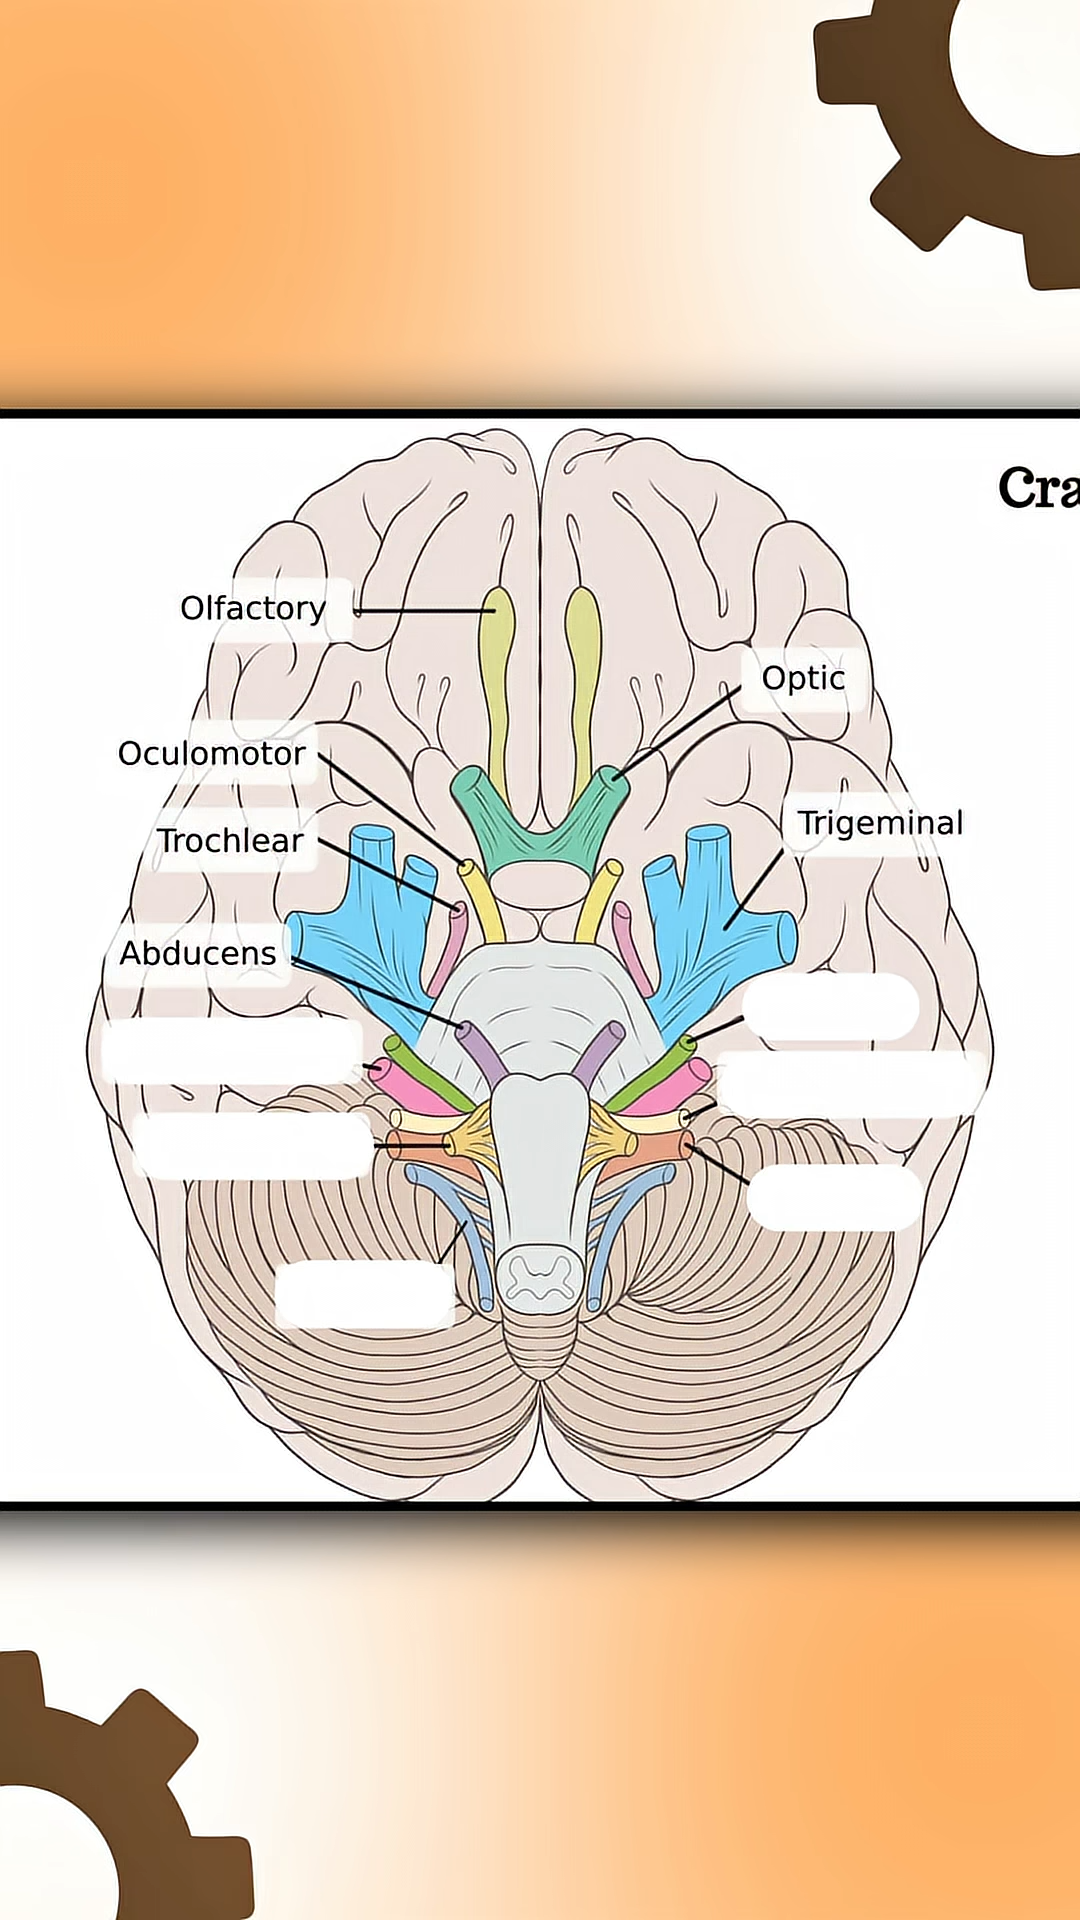 Cra
Olfactory
Optic
Oculomotor
Trigeminal
Trochlear
Abducens